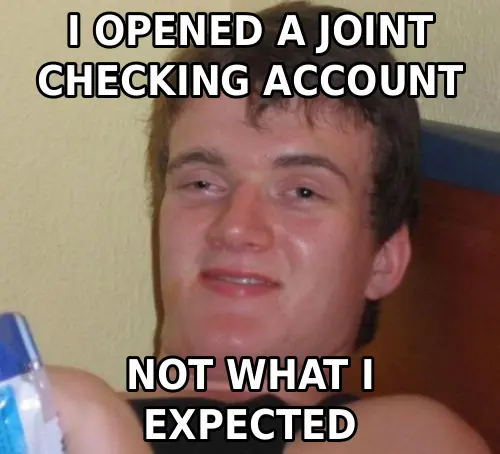 I OPENED A JOINT
CHECKING ACCOUNT
NOT WHAT I
EXPECTED